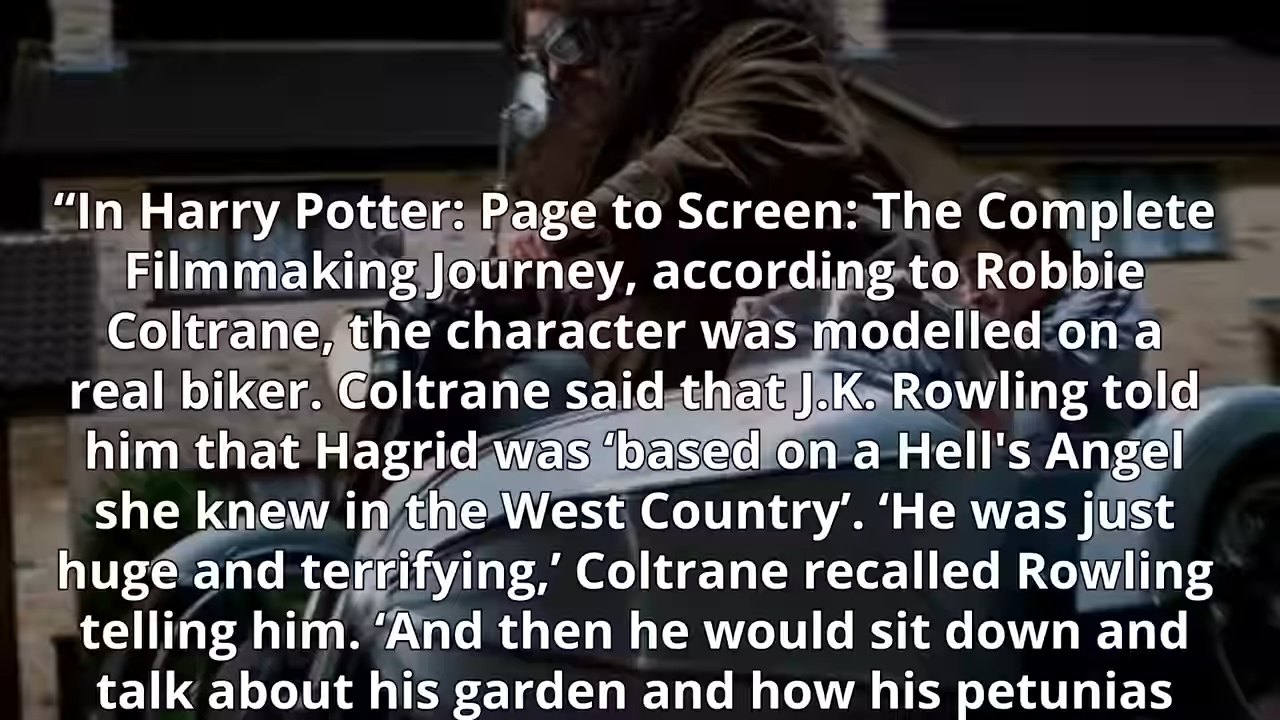 “In Harry Potter: Page to Screen: The Complete
Filmmaking Journey, according to Robbie
Coltrane, the character was modelled on a
real biker. Coltrane said that J.K. Rowling told
him that Hagrid was ‘based on a Hell's Angel
she knew in the West Country’. ‘He was just
huge and terrifying,’ Coltrane recalled Rowling
telling him. ‘And then he would sit down and
talk about his garden and how his petunias